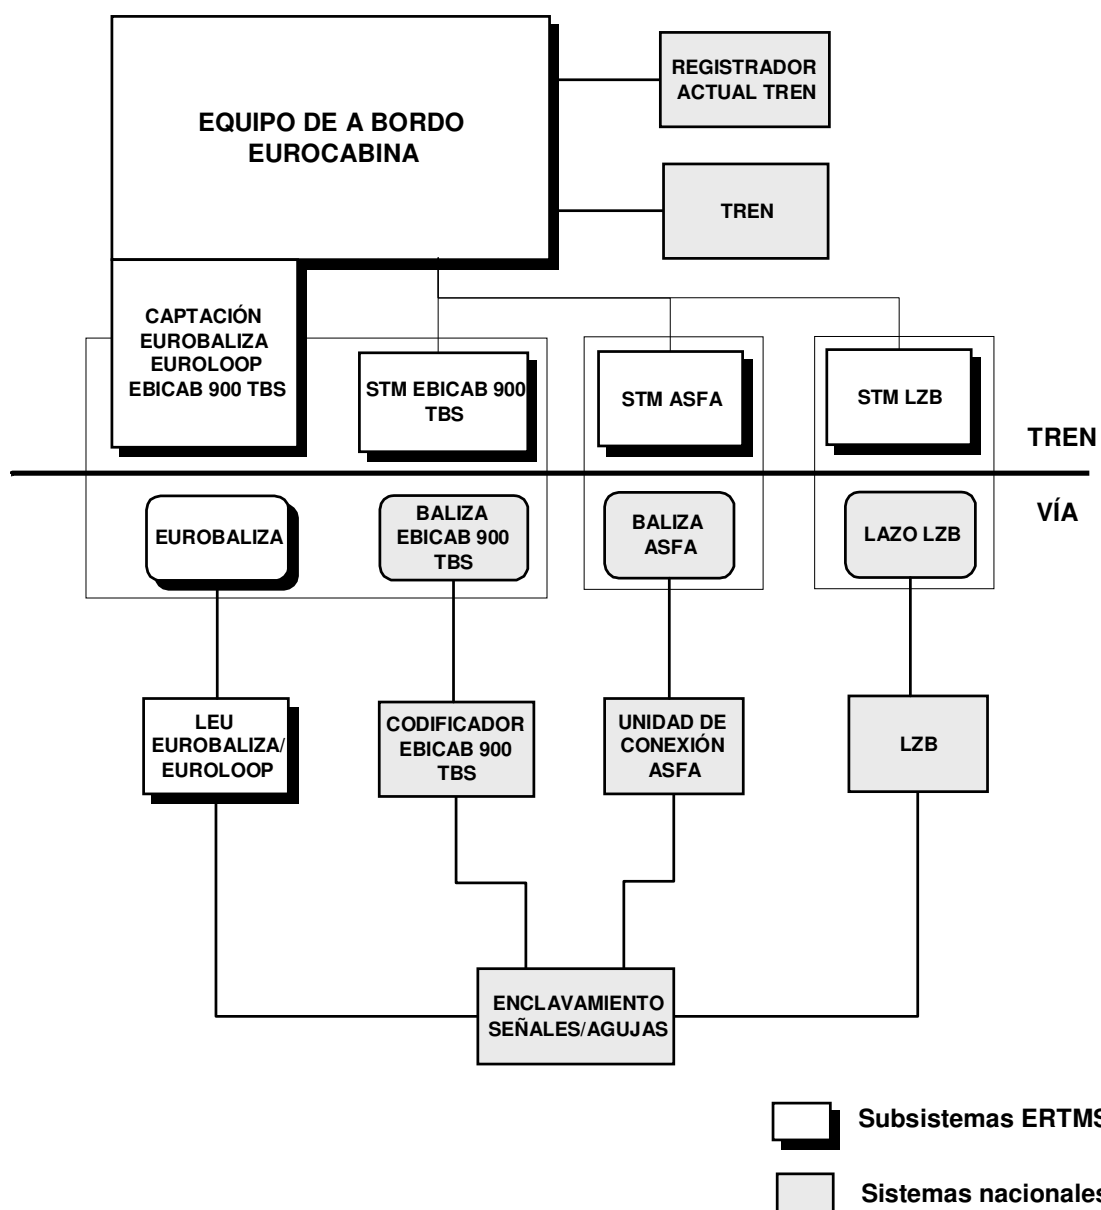 EQUIPO DE A BORDO
EUROCABINA
REGISTRADOR
ACTUAL TREN
TREN
CAPTACIÓN
EUROBALIZA
EUROLOOP
EBICAB 900 TBS
STM EBICAB 900
TBS
STM ASFA
STM LZB
TREN
VÍA
EUROBALIZA
BALIZA
EBICAB 900
TBS
BALIZA
ASFA
LAZO LZB
LEU
EUROBALIZA/
EUROLOOP
CODIFICADOR
EBICAB 900
TBS
UNIDAD DE
CONEXIÓN
ASFA
LZB
ENCLAVAMIENTO
SEÑALES/AGUJAS
Subsistemas ERTMS
Sistemas nacionales